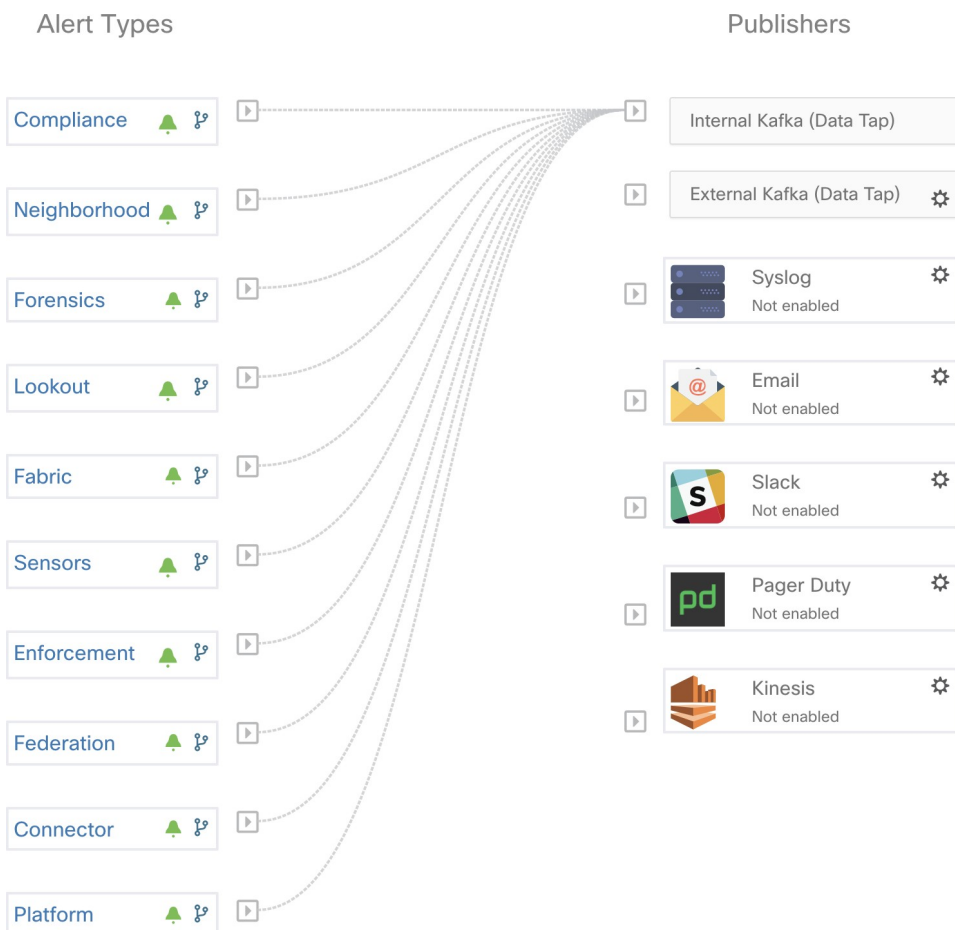 Alert Types
Publishers
Compliance
Neighborhood
Forensics
Lookout
Fabric
Sensors
Enforcement
Federation
Connector
Platform
Internal Kafka (Data Tap)
External Kafka (Data Tap)
Syslog
Not enabled
@
Email
Not enabled
S
Slack
Not enabled
pd
Pager Duty
Not enabled
Kinesis
Not enabled